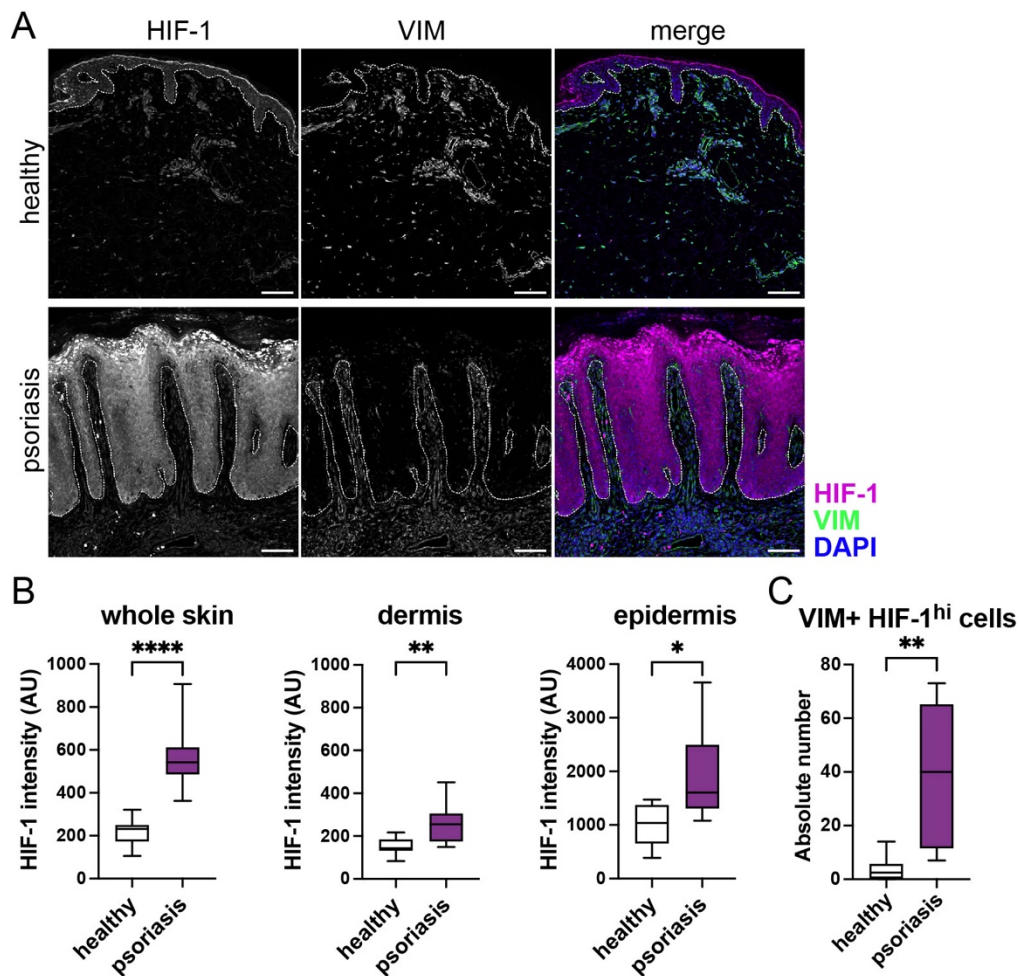 A
HIF-1
VIM
merge
healthy
psoriasis
HIF-1
VIM
DAPI
B
whole skin
****
HIF-1 intensity (AU)
1000
800
600
400
200
0
healthy
psoriasis
dermis
**
HIF-1 intensity (AU)
1000
800
600
400
200
0
healthy
psoriasis
epidermis
*
HIF-1 intensity (AU)
4000
3000
2000
1000
0
healthy
psoriasis
C
VIM+ HIF-1hi cells
**
Absolute number
80
60
40
20
0
healthy
psoriasis